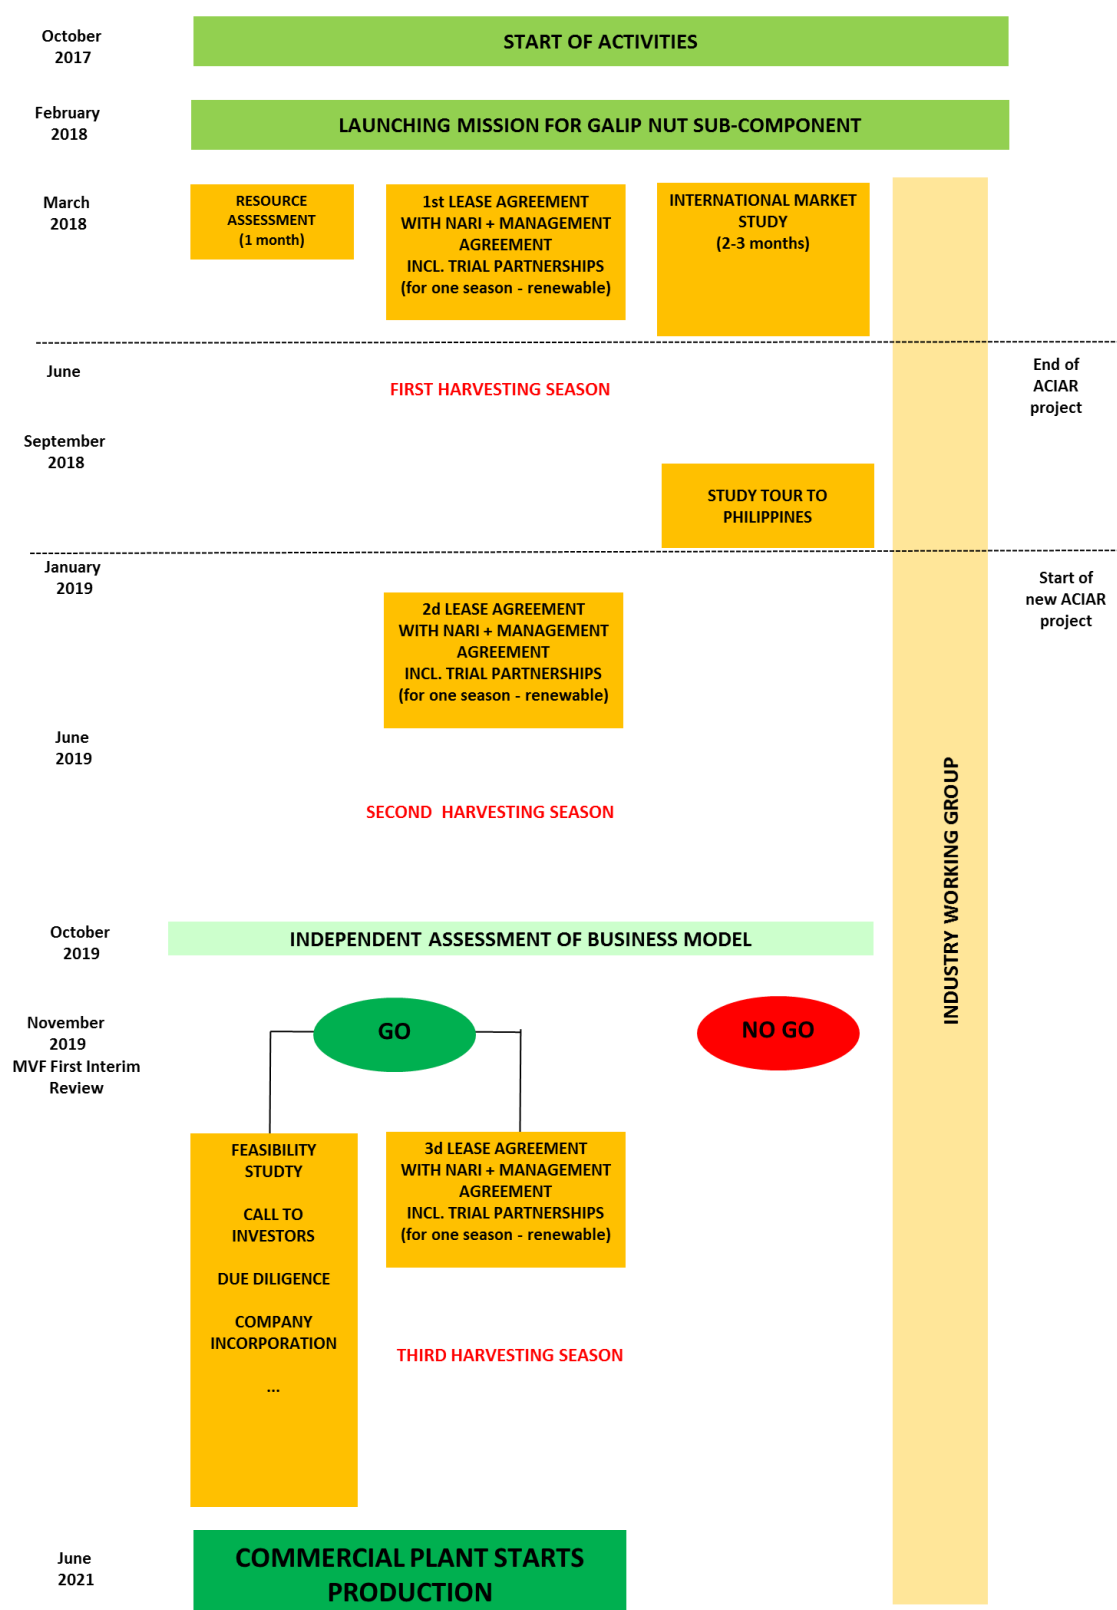 October
2017
START OF ACTIVITIES
February
2018
LAUNCHING MISSION FOR GALIP NUT SUB-COMPONENT
March
2018
RESOURCE
ASSESSMENT
(1 month)
1st LEASE AGREEMENT
WITH NARI + MANAGEMENT
AGREEMENT
INCL. TRIAL PARTNERSHIPS
(for one season - renewable)
INTERNATIONAL MARKET
STUDY
(2-3 months)
June
FIRST HARVESTING SEASON
End of
ACIAR
project
September
2018
STUDY TOUR TO
PHILIPPINES
January
2019
Start of
new ACIAR
project
2d LEASE AGREEMENT
WITH NARI + MANAGEMENT
AGREEMENT
INCL. TRIAL PARTNERSHIPS
(for one season - renewable)
June
2019
SECOND  HARVESTING SEASON
INDUSTRY WORKING GROUP
October
2019
INDEPENDENT ASSESSMENT OF BUSINESS MODEL
November
2019
MVF First Interim
Review
GO
NO GO
FEASIBILITY
STUDTY
CALL TO
INVESTORS
DUE DILIGENCE
COMPANY
INCORPORATION
...
3d LEASE AGREEMENT
WITH NARI + MANAGEMENT
AGREEMENT
INCL. TRIAL PARTNERSHIPS
(for one season - renewable)
THIRD HARVESTING SEASON
June
2021
COMMERCIAL PLANT STARTS
PRODUCTION